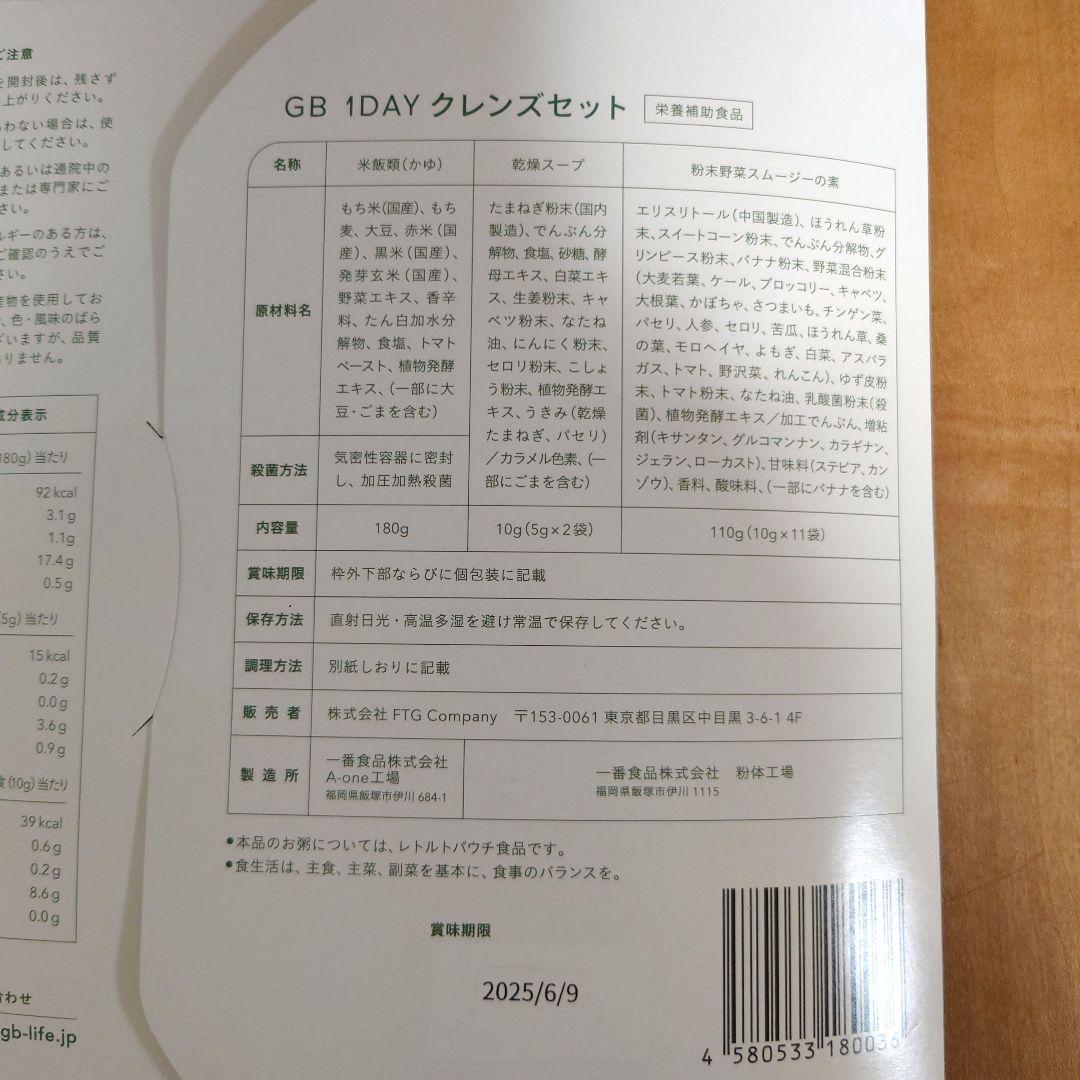 ご注意
を開封後は、残さず
上がりください。
わない場合は、使
してください。
あるいは通院中の
または専門家にご
さい。
ルギーのある方は、
ご確認のうえでご
さい。
産物を使用してお
、色・風味のばら
ざいますが、品質
りません。
成分表示
180g)当たり
92kcal
3.1g
1.1g
17.4g
0.5g
(5g)当たり
15kcal
0.2g
0.0g
3.6g
0.9g
食(10g)当たり
39kcal
0.6g
0.2g
8.6g
0.0g
合わせ
gb-life.jp
GB 1DAY クレンズセット 栄養補助食品
名称 米飯類(かゆ) 乾燥スープ 粉末野菜スムージーの素
原材料名
もち米(国産)、もち
麦、大豆、赤米(国
産)、黒米(国産)、
発芽玄米(国産)、
野菜エキス、香辛
料、たん白加水分
解物、食塩、トマト
ペースト、植物発酵
エキス、(一部に大
豆・ごまを含む)
たまねぎ粉末(国内
製造)、でんぷん分
解物、食塩、砂糖、酵
母エキス、白菜エキ
ス、生姜粉末、キャ
ベツ粉末、なたね
油、にんにく粉末、
セロリ粉末、こしょ
う粉末、植物発酵エ
キス、うきみ(乾燥
たまねぎ、パセリ)
/カラメル色素、(一
部にごまを含む)
エリスリトール(中国製造)、ほうれん草粉
末、スイートコーン粉末、でんぷん分解物、グ
リンピース粉末、バナナ粉末、野菜混合粉末
(大麦若葉、ケール、ブロッコリー、キャベツ、
大根葉、かぼちゃ、さつまいも、チンゲン菜、
パセリ、人参、セロリ、苦瓜、ほうれん草、桑
の葉、モロヘイヤ、よもぎ、白菜、アスパラ
ガス、トマト、野沢菜、れんこん)、ゆず皮粉
末、トマト粉末、なたね油、乳酸菌粉末(殺
菌)、植物発酵エキス/加工でんぷん、増粘
剤(キサンタン、グルコマンナン、カラギナン、
ジェラン、ローカスト)、甘味料(ステビア、カン
ゾウ)、香料、酸味料、(一部にバナナを含む)
殺菌方法
気密性容器に密封
し、加圧加熱殺菌
内容量 180g 10g(5g×2袋) 110g(10g×11袋)
賞味期限 枠外下部ならびに個包装に記載
保存方法 直射日光・高温多湿を避け常温で保存してください。
調理方法 別紙しおりに記載
販売者 株式会社 FTG Company 〒153-0061 東京都目黒区中目黒 3-6-1 4F
製造所
一番食品株式会社
A-one工場
福岡県飯塚市伊川 684-1
一番食品株式会社 粉体工場
福岡県飯塚市伊川 1115
●本品のお粥については、レトルトパウチ食品です。
●食生活は、主食、主菜、副菜を基本に、食事のバランスを。
賞味期限
2025/6/9
4 580533 180036